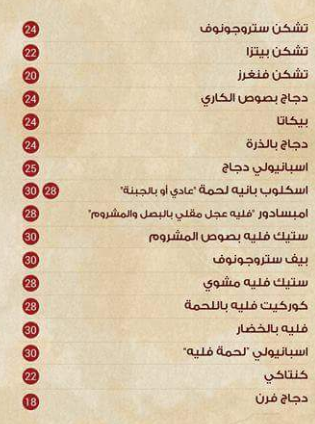 تشكن ستروجونوف 24
تشكن بيتزا 22
تشكن فنغرز 20
دجاج بصوص الكاري 24
بيكاتا 24
دجاج بالذرة 24
اسبانيولي دجاج 25
اسكلوب بانيه لحمة "عادي أو بالجبنة" 28 30
امبسادور "فليه عجل مقلي بالبصل والمشروم" 28
ستيك فليه بصوص المشروم 30
بيف ستروجونوف 30
ستيك فليه مشوي 28
كوركيت فليه باللحمة 28
فليه بالخضار 30
اسبانيولي "لحمة فليه" 30
كنتاكي 22
دجاج فرن 18